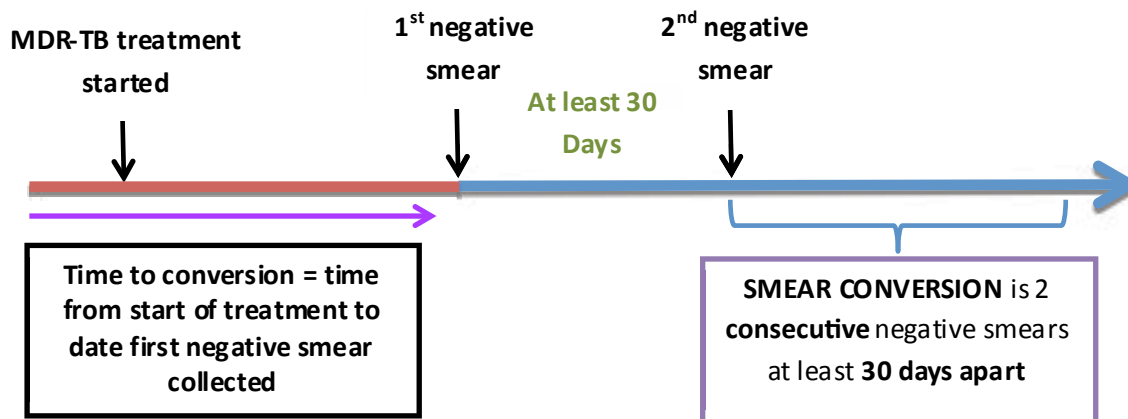 MDR-TB treatment
started
1st negative
smear
At least 30
Days
2nd negative
smear
Time to conversion = time
from start of treatment to
date first negative smear
collected
SMEAR CONVERSION is 2
consecutive negative smears
at least 30 days apart